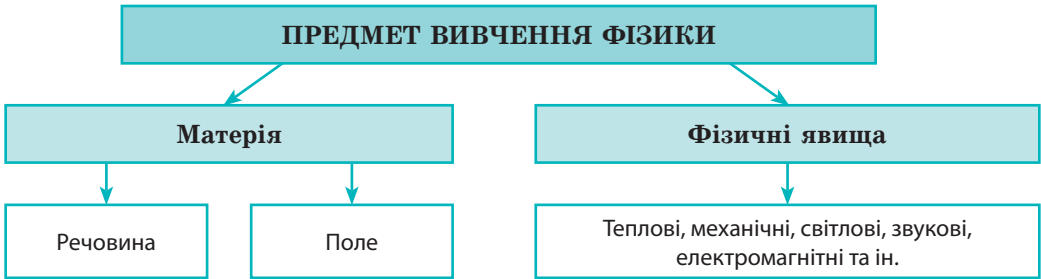 ПРЕДМЕТ ВИВЧЕННЯ ФІЗИКИ
Матерія
Фізичні явища
Речовина
Поле
Теплові, механічні, світлові, звукові,
електромагнітні та ін.